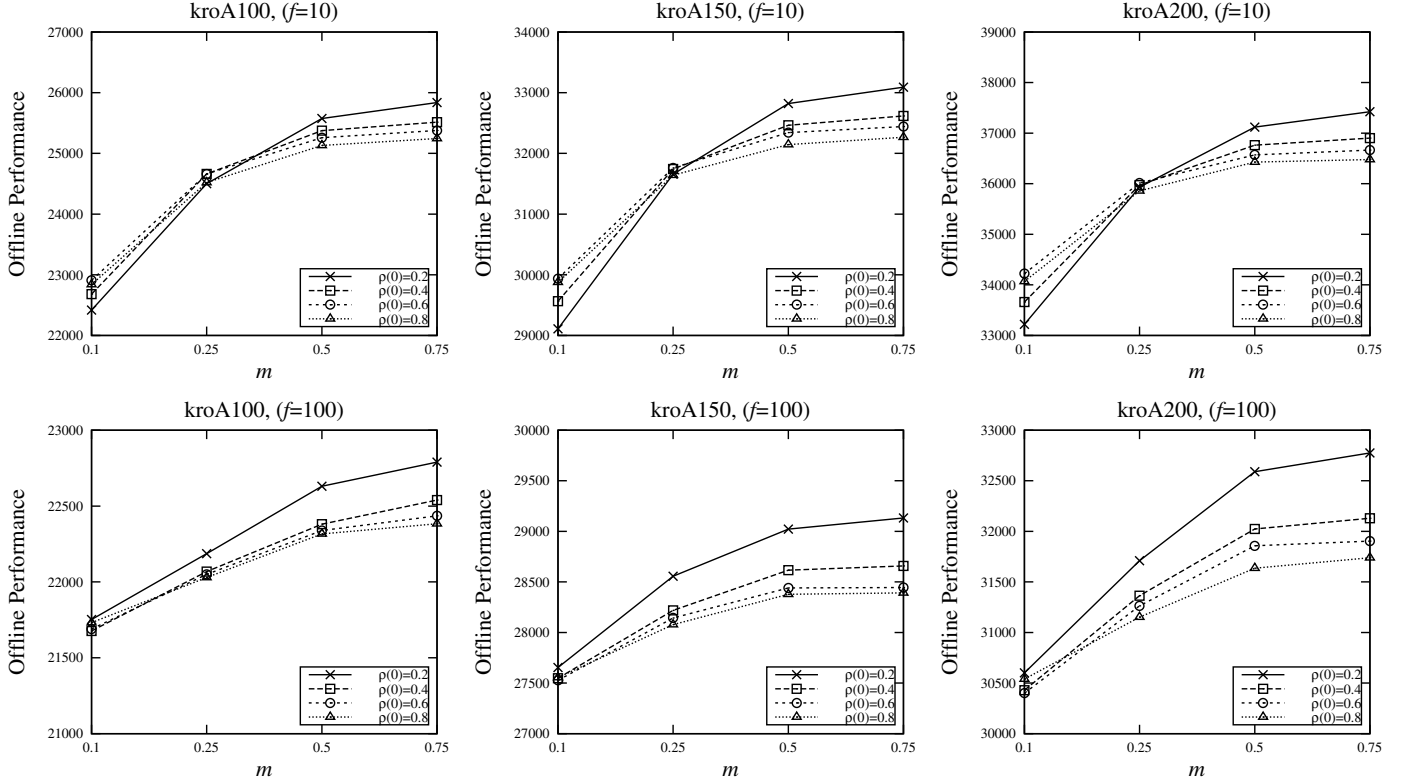 kroA100, (f=10)
Offline Performance
27000
26000
25000
24000
23000
22000
0.1 0.25 0.5 0.75
m
ρ(0)=0.2
ρ(0)=0.4
ρ(0)=0.6
ρ(0)=0.8
kroA150, (f=10)
Offline Performance
34000
33000
32000
31000
30000
29000
0.1 0.25 0.5 0.75
m
ρ(0)=0.2
ρ(0)=0.4
ρ(0)=0.6
ρ(0)=0.8
kroA200, (f=10)
Offline Performance
39000
38000
37000
36000
35000
34000
33000
0.1 0.25 0.5 0.75
m
ρ(0)=0.2
ρ(0)=0.4
ρ(0)=0.6
ρ(0)=0.8
kroA100, (f=100)
Offline Performance
23000
22500
22000
21500
21000
0.1 0.25 0.5 0.75
m
ρ(0)=0.2
ρ(0)=0.4
ρ(0)=0.6
ρ(0)=0.8
kroA150, (f=100)
Offline Performance
30000
29500
29000
28500
28000
27500
27000
0.1 0.25 0.5 0.75
m
ρ(0)=0.2
ρ(0)=0.4
ρ(0)=0.6
ρ(0)=0.8
kroA200, (f=100)
Offline Performance
33000
32500
32000
31500
31000
30500
30000
0.1 0.25 0.5 0.75
m
ρ(0)=0.2
ρ(0)=0.4
ρ(0)=0.6
ρ(0)=0.8